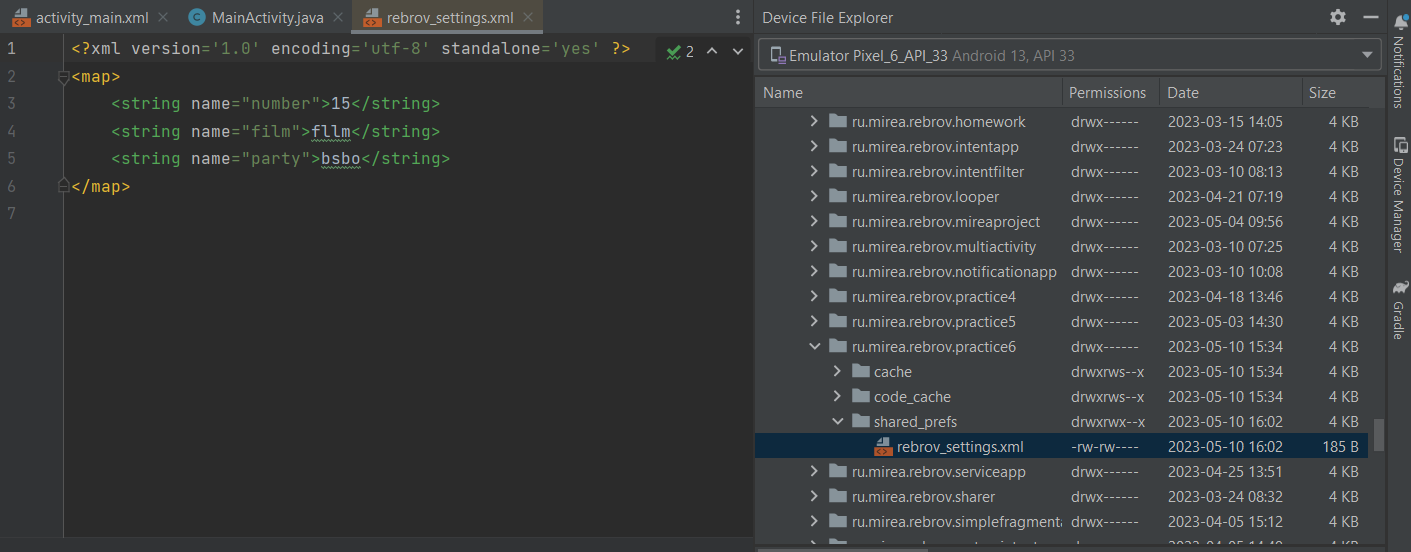 activity_main.xml MainActivity.java rebrov_settings.xml
1 <?xml version='1.0' encoding='utf-8' standalone='yes' ?> 2
2 <map>
3 <string name="number">15</string>
4 <string name="film">fllm</string>
5 <string name="party">bsbo</string>
6 </map>
7
Device File Explorer
Emulator Pixel_6_API_33 Android 13, API 33
Name Permissions Date Size
ru.mirea.rebrov.homework drwx------ 2023-03-15 14:05 4 KB
ru.mirea.rebrov.intentapp drwx------ 2023-03-24 07:23 4 KB
ru.mirea.rebrov.intentfilter drwx------ 2023-03-10 08:13 4 KB
ru.mirea.rebrov.looper drwx------ 2023-04-21 07:19 4 KB
ru.mirea.rebrov.mireaproject drwx------ 2023-05-04 09:56 4 KB
ru.mirea.rebrov.multiactivity drwx------ 2023-03-10 07:25 4 KB
ru.mirea.rebrov.notificationapp drwx------ 2023-03-10 10:08 4 KB
ru.mirea.rebrov.practice4 drwx------ 2023-04-18 13:46 4 KB
ru.mirea.rebrov.practice5 drwx------ 2023-05-03 14:30 4 KB
ru.mirea.rebrov.practice6 drwx------ 2023-05-10 15:34 4 KB
cache drwxrws--x 2023-05-10 15:34 4 KB
code_cache drwxrws--x 2023-05-10 15:34 4 KB
shared_prefs drwxrwx--x 2023-05-10 16:02 4 KB
rebrov_settings.xml -rw-rw---- 2023-05-10 16:02 185 B
ru.mirea.rebrov.serviceapp drwx------ 2023-04-25 13:51 4 KB
ru.mirea.rebrov.sharer drwx------ 2023-03-24 08:32 4 KB
ru.mirea.rebrov.simplefragmenta drwx------ 2023-04-05 15:12 4 KB
Notifications
Device Manager
Gradle